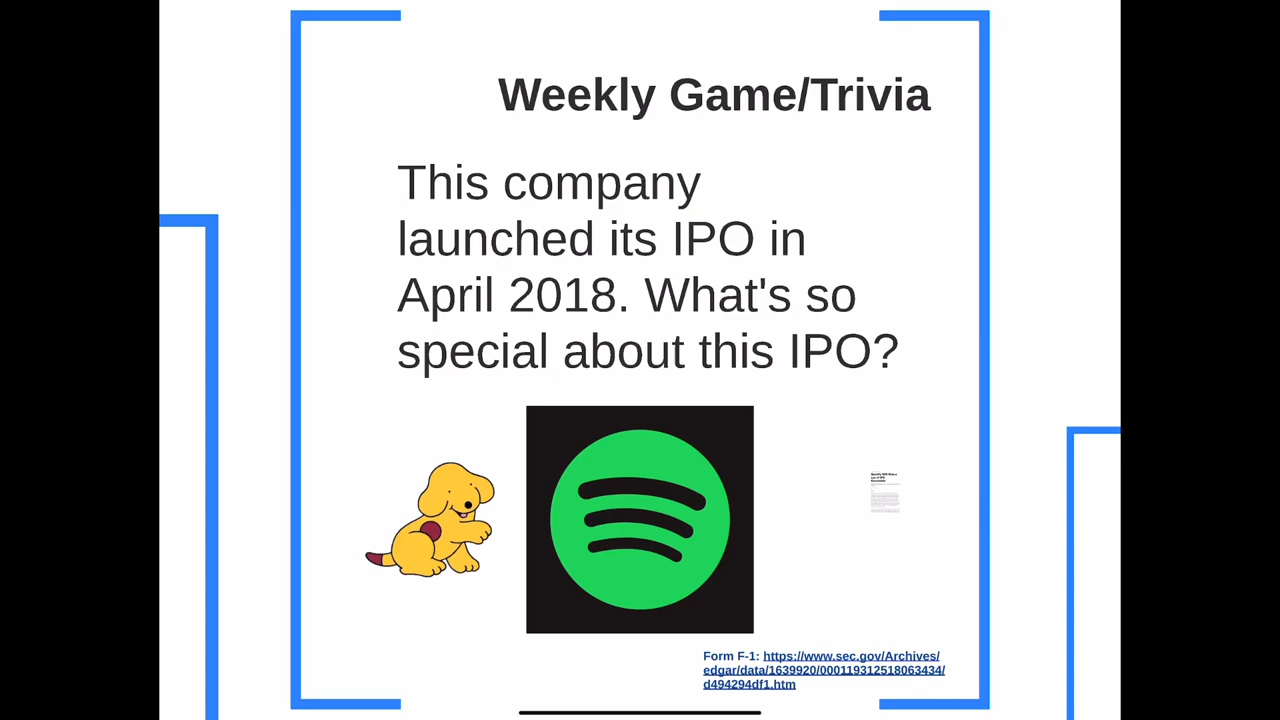 Weekly Game/Trivia
This company
launched its IPO in
April 2018. What's so
special about this IPO?
Form F-1: https://www.sec.gov/Archives/
edgar/data/1639920/000119312518063434/
d494294df1.htm